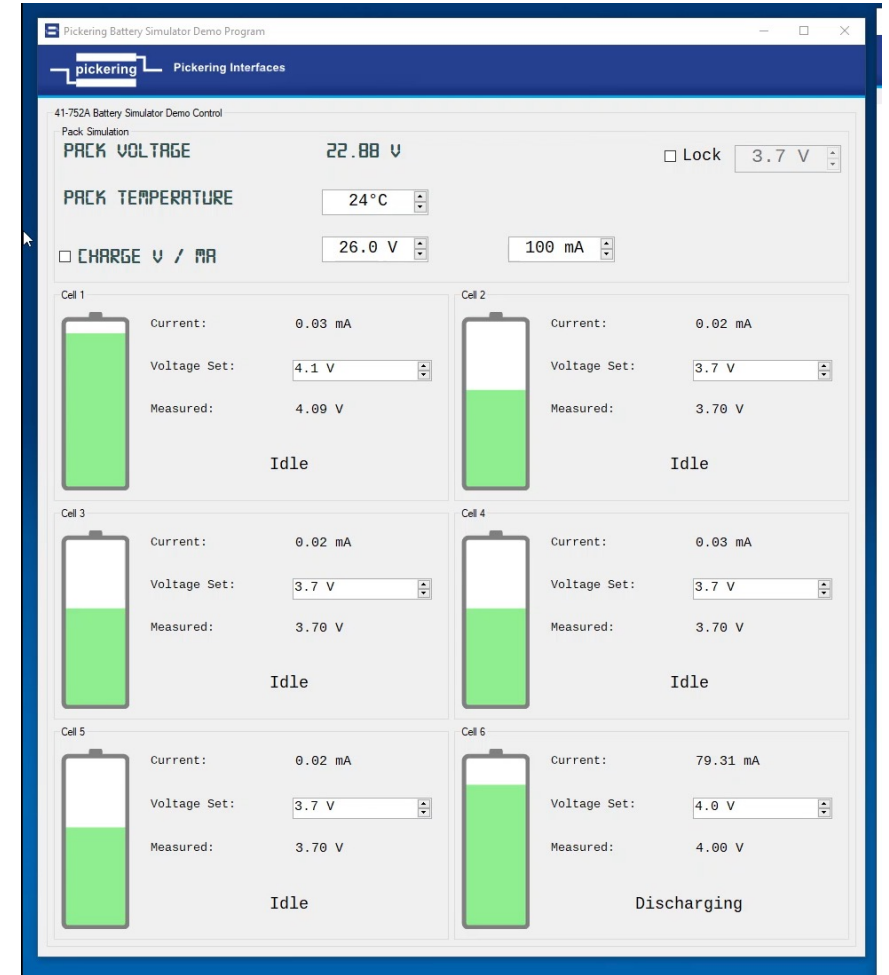 Pickering Battery Simulator Demo Program
pickering Pickering Interfaces
41-752A Battery Simulator Demo Control
Pack Simulation
PACK VOLTAGE 22.88 V Lock 3.7 V
PACK TEMPERATURE 24°C
CHARGE V / MA 26.0 V 100 mA
Cell 1
Current: 0.03 mA
Voltage Set: 4.1 V
Measured: 4.09 V
Idle
Cell 2
Current: 0.02 mA
Voltage Set: 3.7 V
Measured: 3.70 V
Idle
Cell 3
Current: 0.02 mA
Voltage Set: 3.7 V
Measured: 3.70 V
Idle
Cell 4
Current: 0.03 mA
Voltage Set: 3.7 V
Measured: 3.70 V
Idle
Cell 5
Current: 0.02 mA
Voltage Set: 3.7 V
Measured: 3.70 V
Idle
Cell 6
Current: 79.31 mA
Voltage Set: 4.0 V
Measured: 4.00 V
Discharging